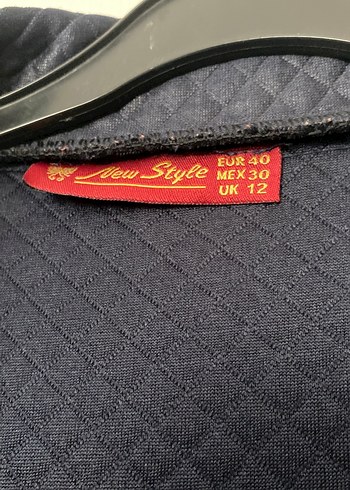 New Style
EUR 40
MEX 30
UK 12